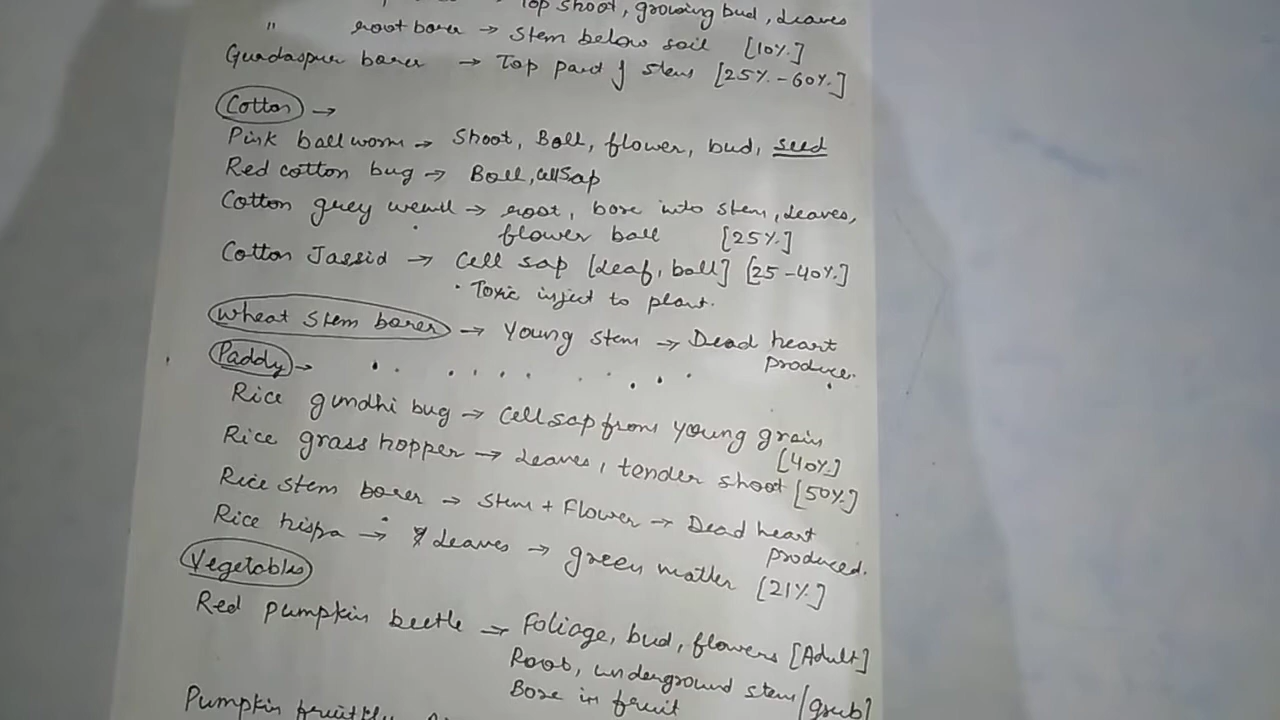 Top shoot, growing bud, Leaves
" root borer → Stem below soil [10%]
Gurdaspur borer → Top part of stem [25%-60%]
Cotton →
Pink ballworm → Shoot, Boll, flower, bud, seed
Red cotton bug → Boll, cell sap
Cotton grey weevil → root, bore into stem, Leaves,
flower ball [25%]
Cotton Jassid → Cell sap [Leaf, ball] [25-40%]
• Toxic inject to plant.
Wheat Stem borer → Young stem → Dead heart
produce.
Paddy →
Rice gundhi bug → Cell sap from young grain
[40%]
Rice grass hopper → Leaves, tender shoot [50%]
Rice stem borer → Stem + Flower → Dead heart
produced.
Rice hispa → Leaves → green matter [21%]
Vegetables
Red pumpkin beetle → Foliage, bud, flowers [Adult]
Root, underground stem [grub]
Bore in fruit
Pumpkin fruitfly